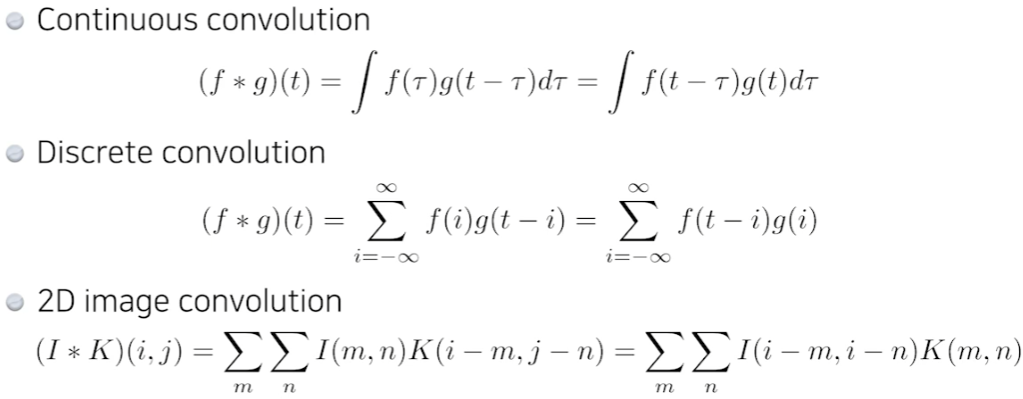 Continuous convolution
(f ∗ g)(t) = ∫ f(τ)g(t − τ)dτ = ∫ f(t − τ)g(t)dτ
Discrete convolution
(f ∗ g)(t) = ∑_{i=−∞}^{∞} f(i)g(t − i) = ∑_{i=−∞}^{∞} f(t − i)g(i)
2D image convolution
(I ∗ K)(i, j) = ∑_m ∑_n I(m, n)K(i − m, j − n) = ∑_m ∑_n I(i − m, i − n)K(m, n)